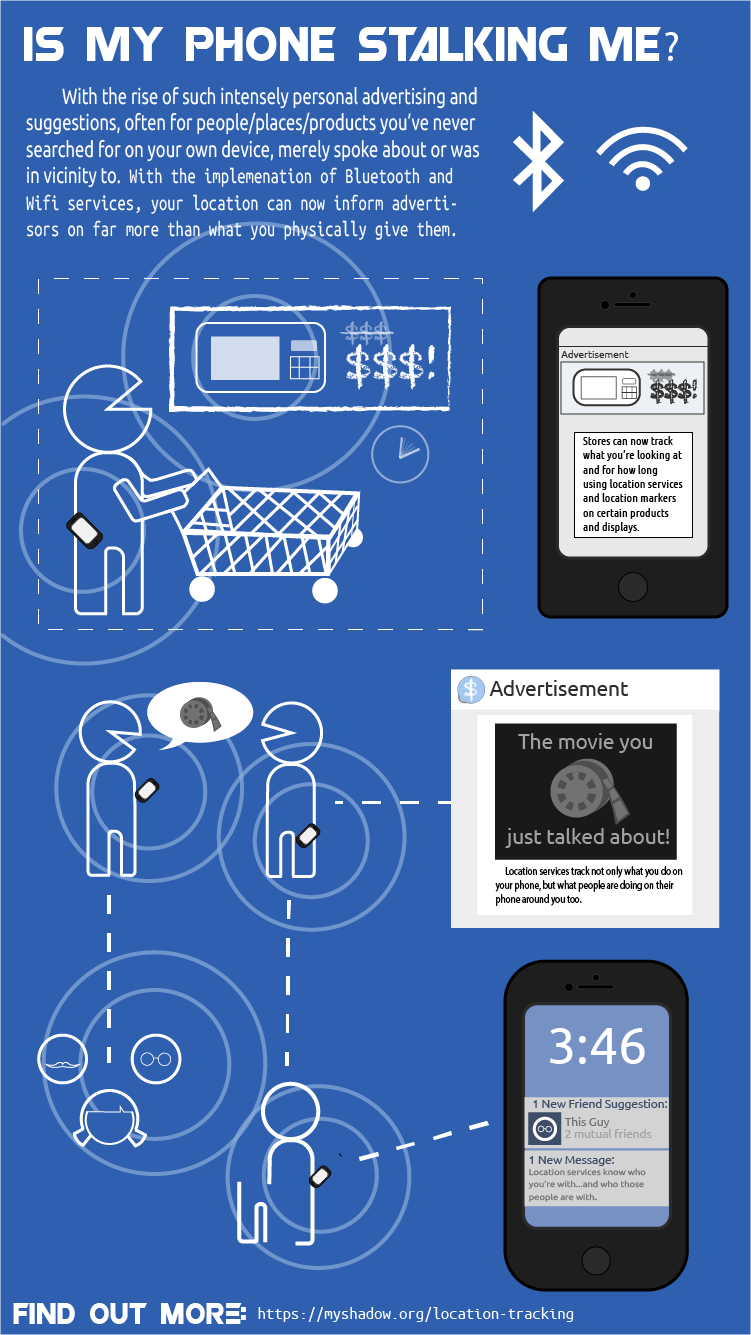 IS MY PHONE STALKING ME?
With the rise of such intensely personal advertising and
suggestions, often for people/places/products you've never
searched for on your own device, merely spoke about or was
in vicinity to. With the implemenation of Bluetooth and
Wifi services, your location can now inform adverti-
sors on far more than what you physically give them.
$$$
$$$!
Advertisement
$$$
$$$!
Stores can now track
what you're looking at
and for how long
using location services
and location markers
on certain products
and displays.
$ Advertisement
The movie you
just talked about!
Location services track not only what you do on
your phone, but what people are doing on their
phone around you too.
3:46
1 New Friend Suggestion:
This Guy
2 mutual friends
1 New Message:
Location services know who
you're with...and who those
people are with.
FIND OUT MORE: https://myshadow.org/location-tracking